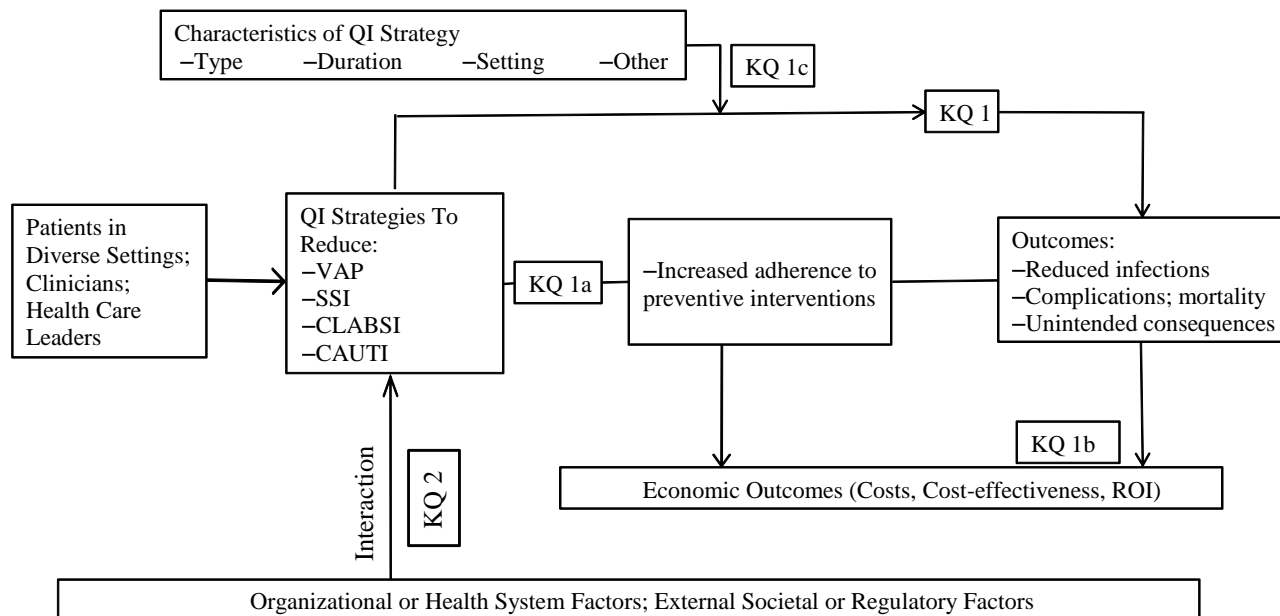 Characteristics of QI Strategy
–Type –Duration –Setting –Other
KQ 1c
KQ 1
Patients in
Diverse Settings;
Clinicians;
Health Care
Leaders
QI Strategies To
Reduce:
–VAP
–SSI
–CLABSI
–CAUTI
KQ 1a
–Increased adherence to
preventive interventions
Outcomes:
–Reduced infections
–Complications; mortality
–Unintended consequences
Interaction
KQ 2
KQ 1b
Economic Outcomes (Costs, Cost-effectiveness, ROI)
Organizational or Health System Factors; External Societal or Regulatory Factors